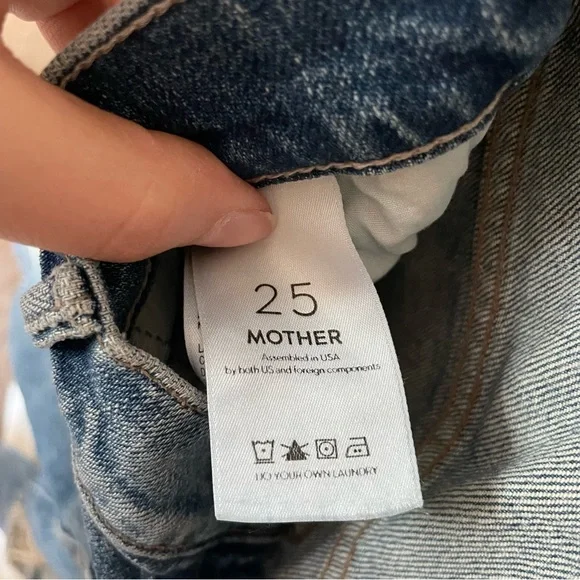 25
MOTHER
Assembled in USA
by both US and foreign components
DO YOUR OWN LAUNDRY